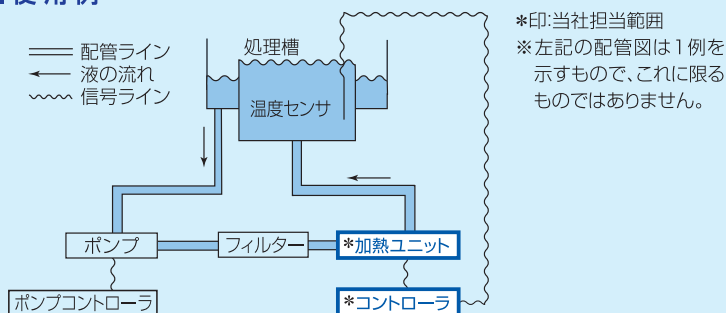 使用例
配管ライン
液の流れ
信号ライン
処理槽
温度センサ
*印:当社担当範囲
※左記の配管図は1例を
示すもので、これに限る
ものではありません。
ポンプ
フィルター
*加熱ユニット
ポンプコントローラ
*コントローラ